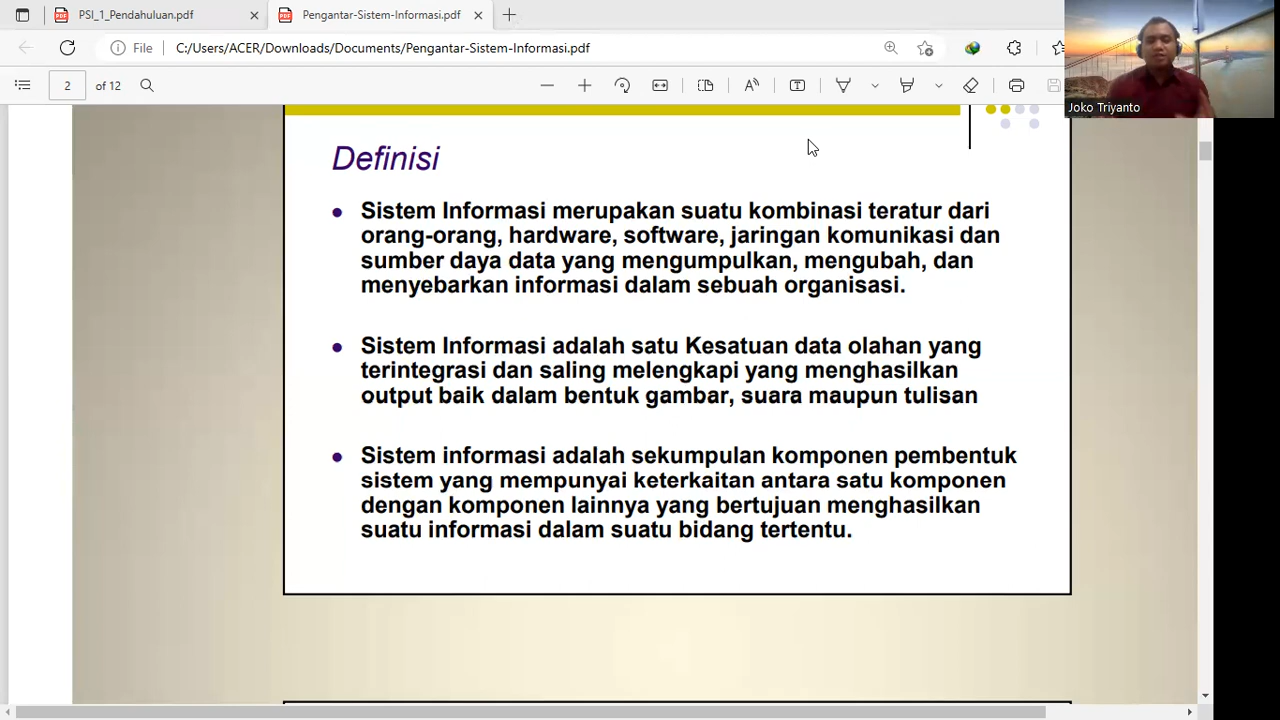 PSI_1_Pendahuluan.pdf
Pengantar-Sistem-Informasi.pdf
File
C:/Users/ACER/Downloads/Documents/Pengantar-Sistem-Informasi.pdf
2 of 12
Joko Triyanto
Definisi
Sistem Informasi merupakan suatu kombinasi teratur dari
orang-orang, hardware, software, jaringan komunikasi dan
sumber daya data yang mengumpulkan, mengubah, dan
menyebarkan informasi dalam sebuah organisasi.
Sistem Informasi adalah satu Kesatuan data olahan yang
terintegrasi dan saling melengkapi yang menghasilkan
output baik dalam bentuk gambar, suara maupun tulisan
Sistem informasi adalah sekumpulan komponen pembentuk
sistem yang mempunyai keterkaitan antara satu komponen
dengan komponen lainnya yang bertujuan menghasilkan
suatu informasi dalam suatu bidang tertentu.